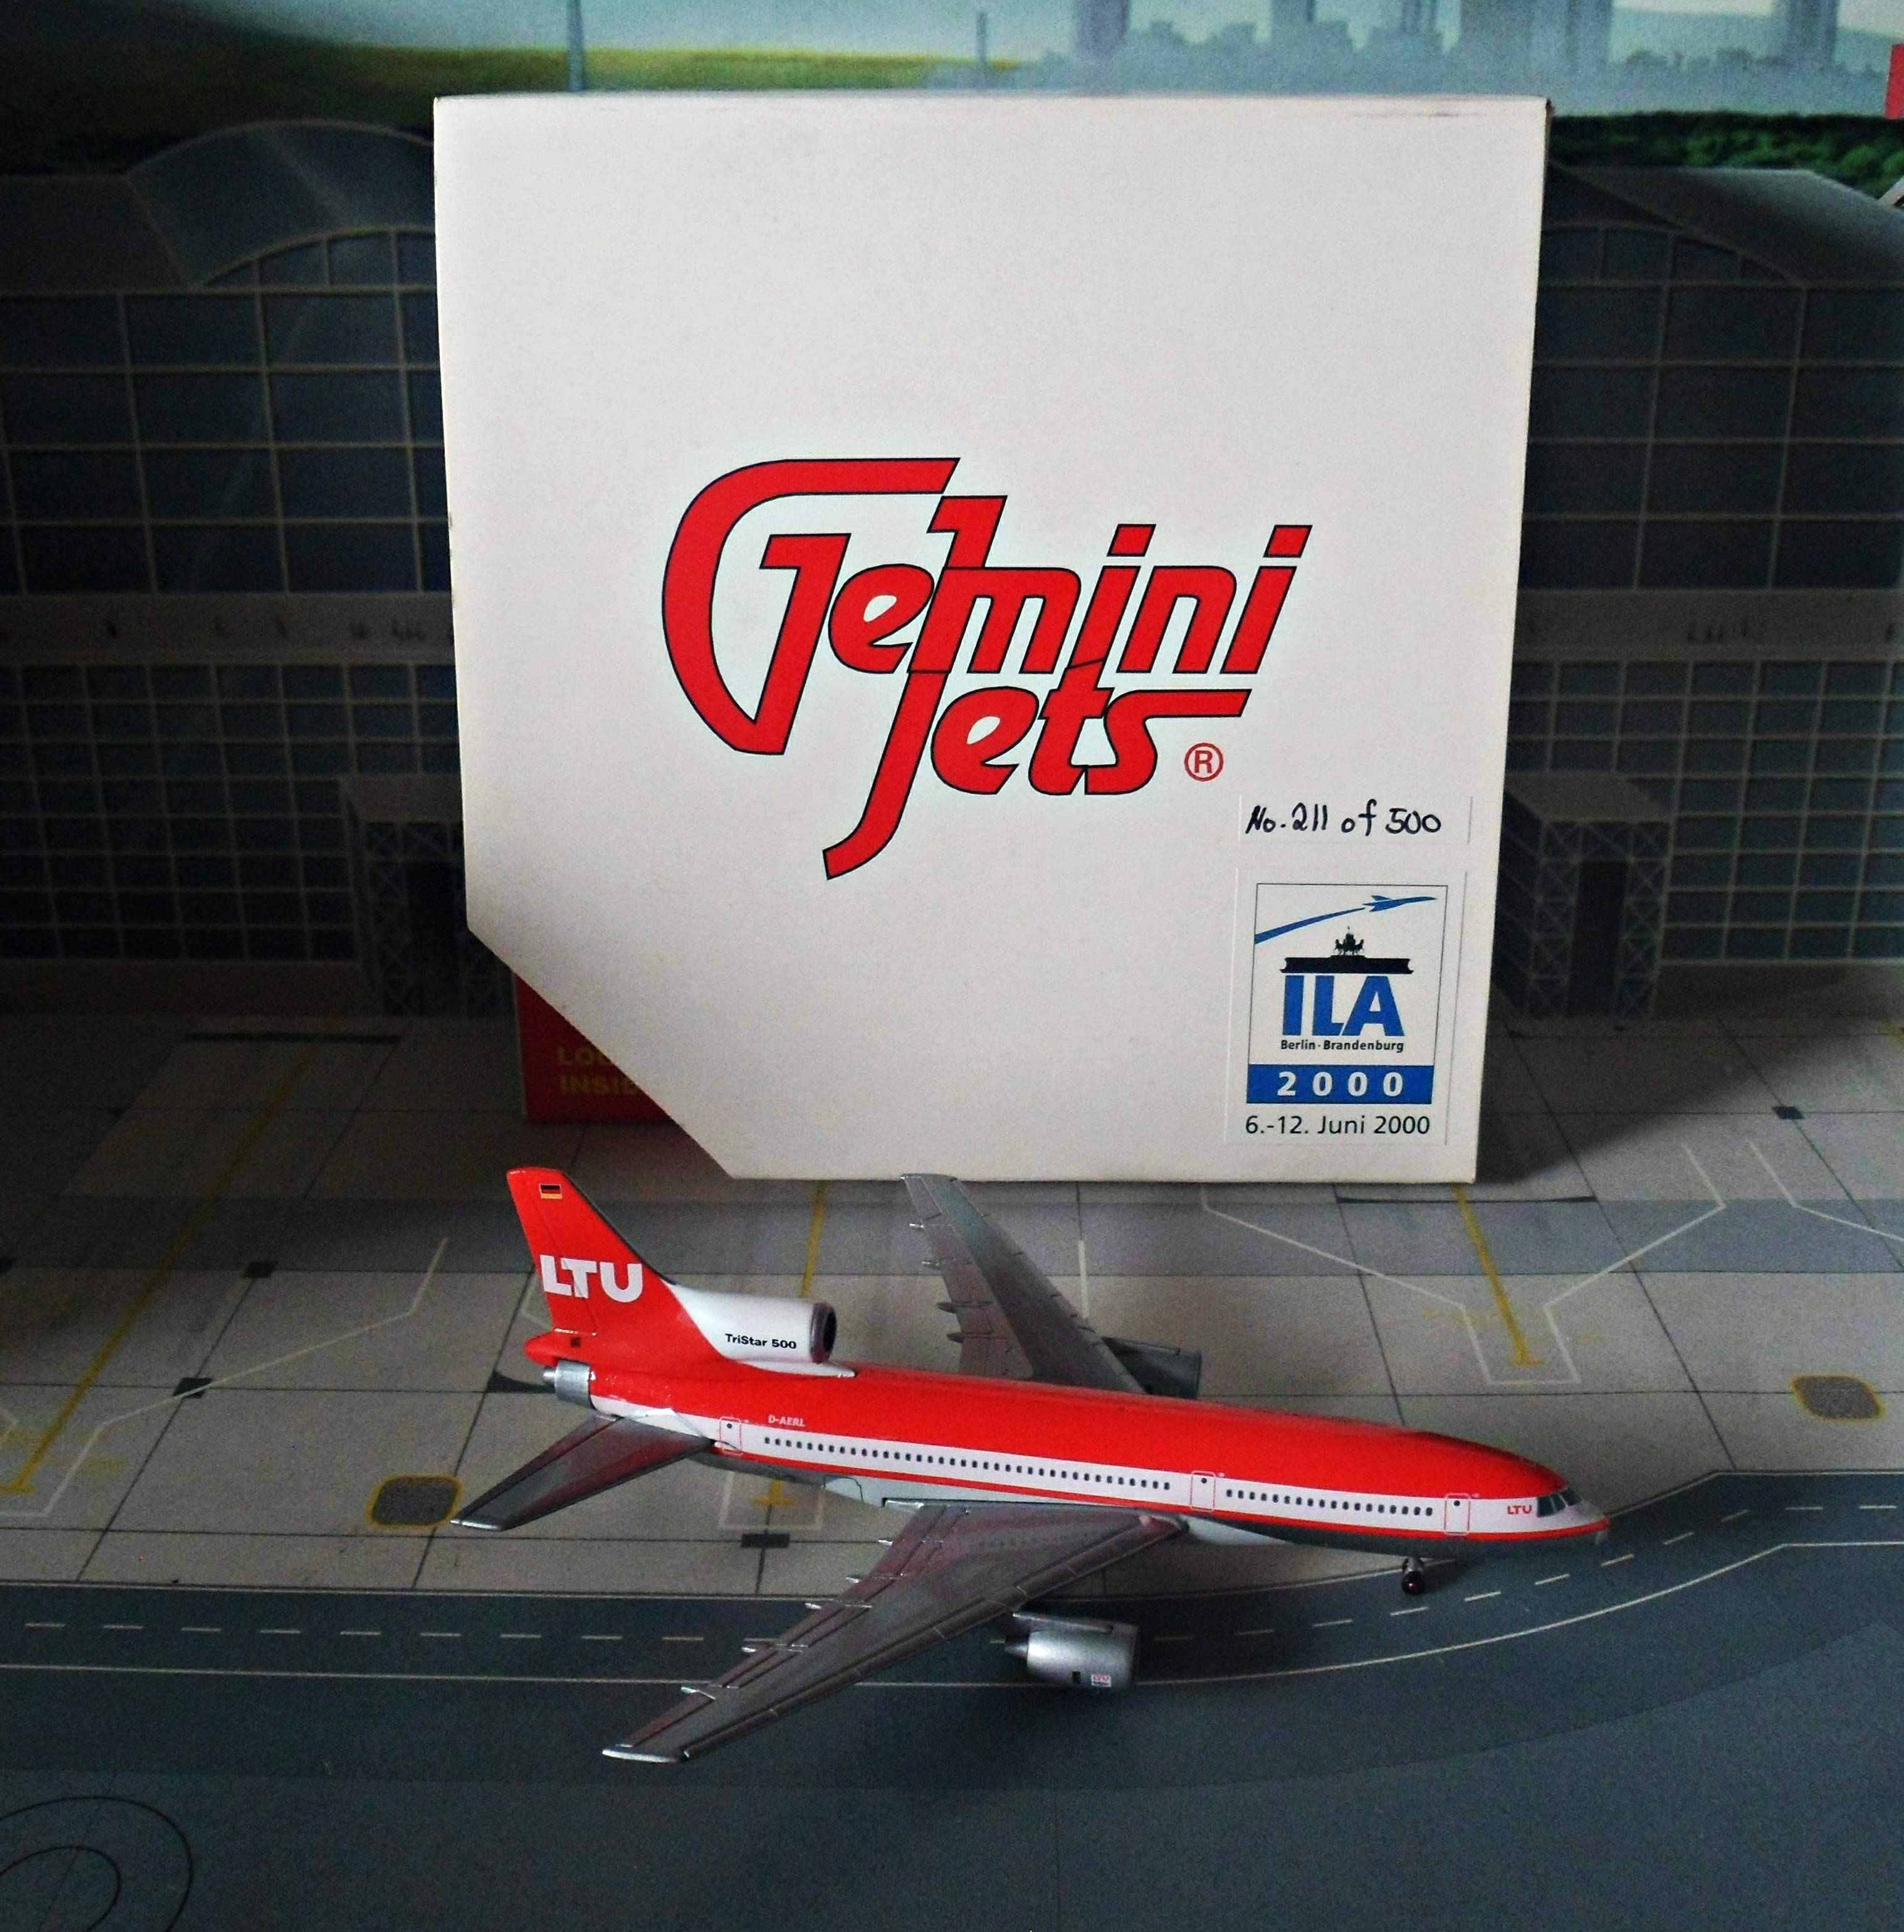 Gemini
Jets ®
No. 211 of 500
ILA
Berlin·Brandenburg
2000
6.-12. Juni 2000
LTU
TriStar 500
D-AERL
LTU